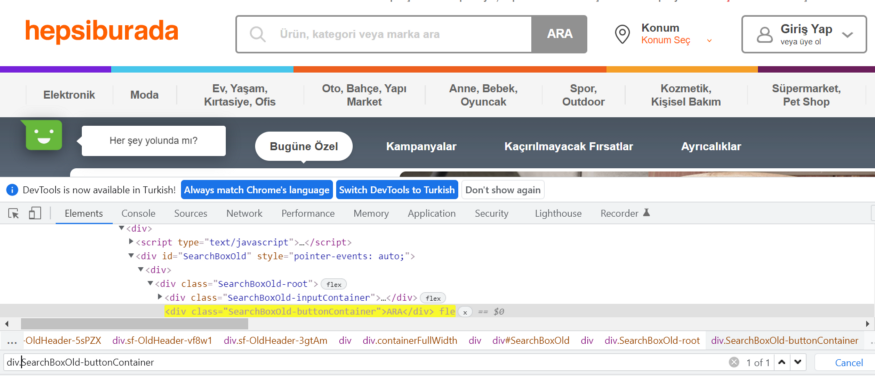 hepsiburada
Ürün, kategori veya marka ara
ARA
Konum
Konum Seç
Giriş Yap
veya üye ol
Elektronik
Moda
Ev, Yaşam,
Kırtasiye, Ofis
Oto, Bahçe, Yapı
Market
Anne, Bebek,
Oyuncak
Spor,
Outdoor
Kozmetik,
Kişisel Bakım
Süpermarket,
Pet Shop
Her şey yolunda mı?
Bugüne Özel
Kampanyalar
Kaçırılmayacak Fırsatlar
Ayrıcalıklar
DevTools is now available in Turkish!
Always match Chrome's language
Switch DevTools to Turkish
Don't show again
Elements Console Sources Network Performance Memory Application Security Lighthouse Recorder
<div>
<script type="text/javascript">…</script>
<div id="SearchBoxOld" style="pointer-events: auto;">
<div>
<div class="SearchBoxOld-root"> flex
<div class="SearchBoxOld-inputContainer">…</div> flex
<div class="SearchBoxOld-buttonContainer">ARA</div> fle x == $0
… -OldHeader-5sPZX div.sf-OldHeader-vf8w1 div.sf-OldHeader-3gtAm div div.containerFullWidth div div#SearchBoxOld div div.SearchBoxOld-root div.SearchBoxOld-buttonContainer
div.SearchBoxOld-buttonContainer
1 of 1
Cancel